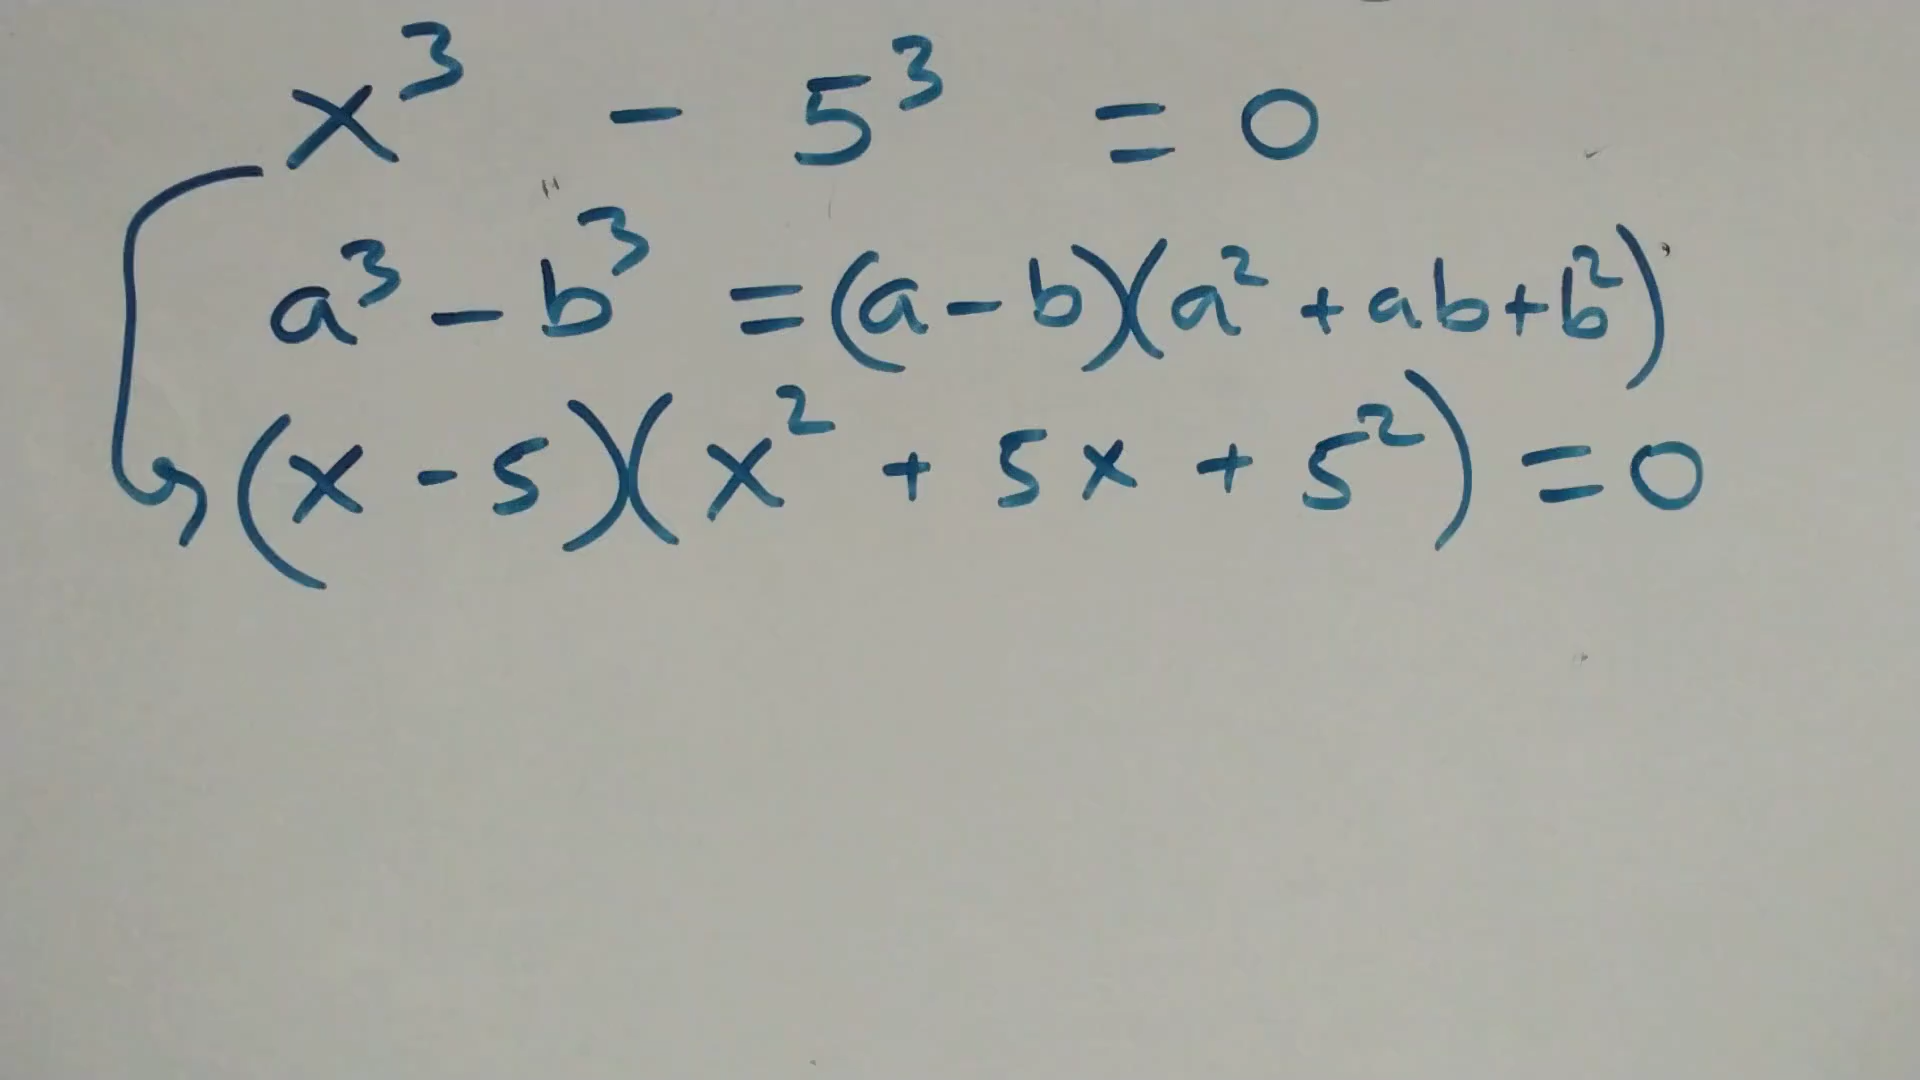 x³ - 5³ = 0
a³ - b³ = (a - b)(a² + ab + b²)
(x - 5)(x² + 5x + 5²) = 0